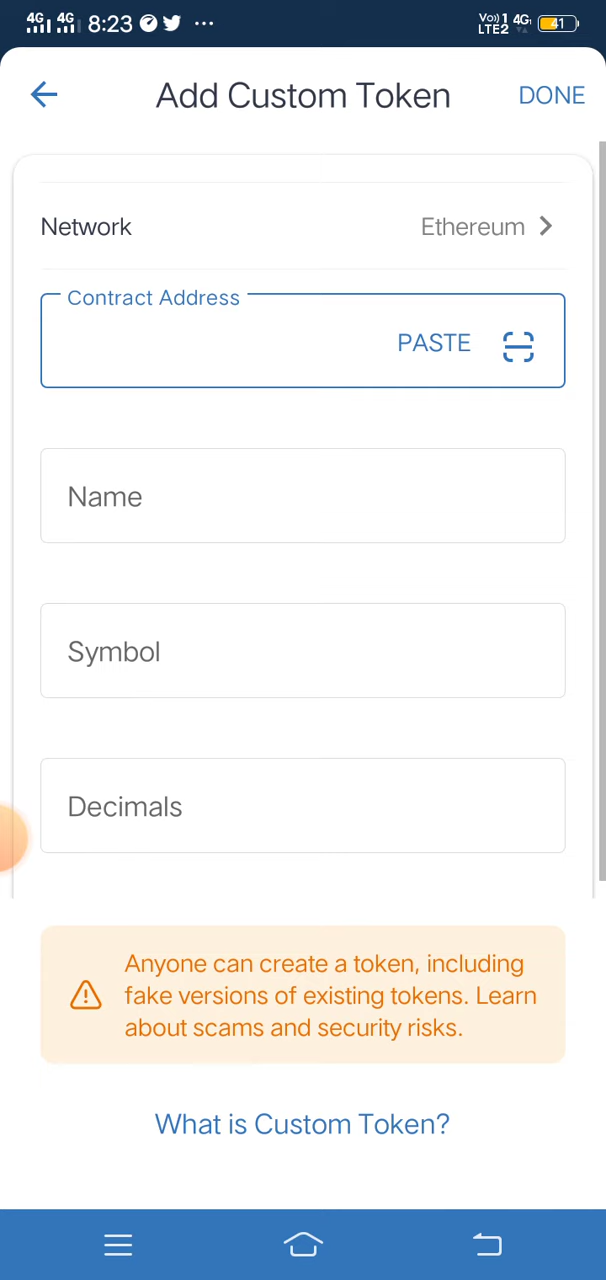 4G 4G 8:23 ··· Vo)) 1 4G 41
LTE2
Add Custom Token DONE
Network Ethereum
Contract Address
PASTE
Name
Symbol
Decimals
Anyone can create a token, including
fake versions of existing tokens. Learn
about scams and security risks.
What is Custom Token?